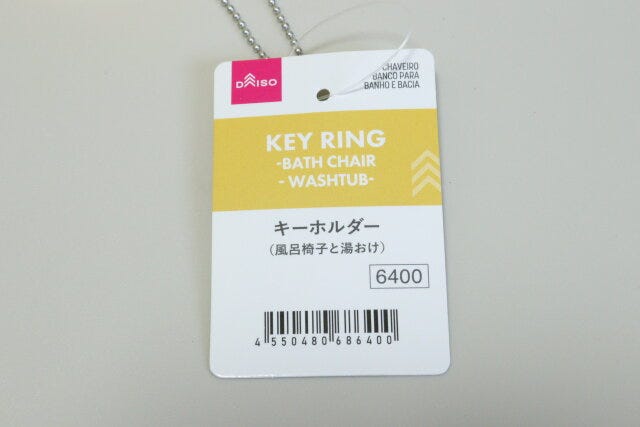 DAISO
CHAVEIRO
BANCO PARA
BANHO E BACIA
KEY RING
-BATH CHAIR
- WASHTUB-
キーホルダー
(風呂椅子と湯おけ)
6400
4 550480 686400